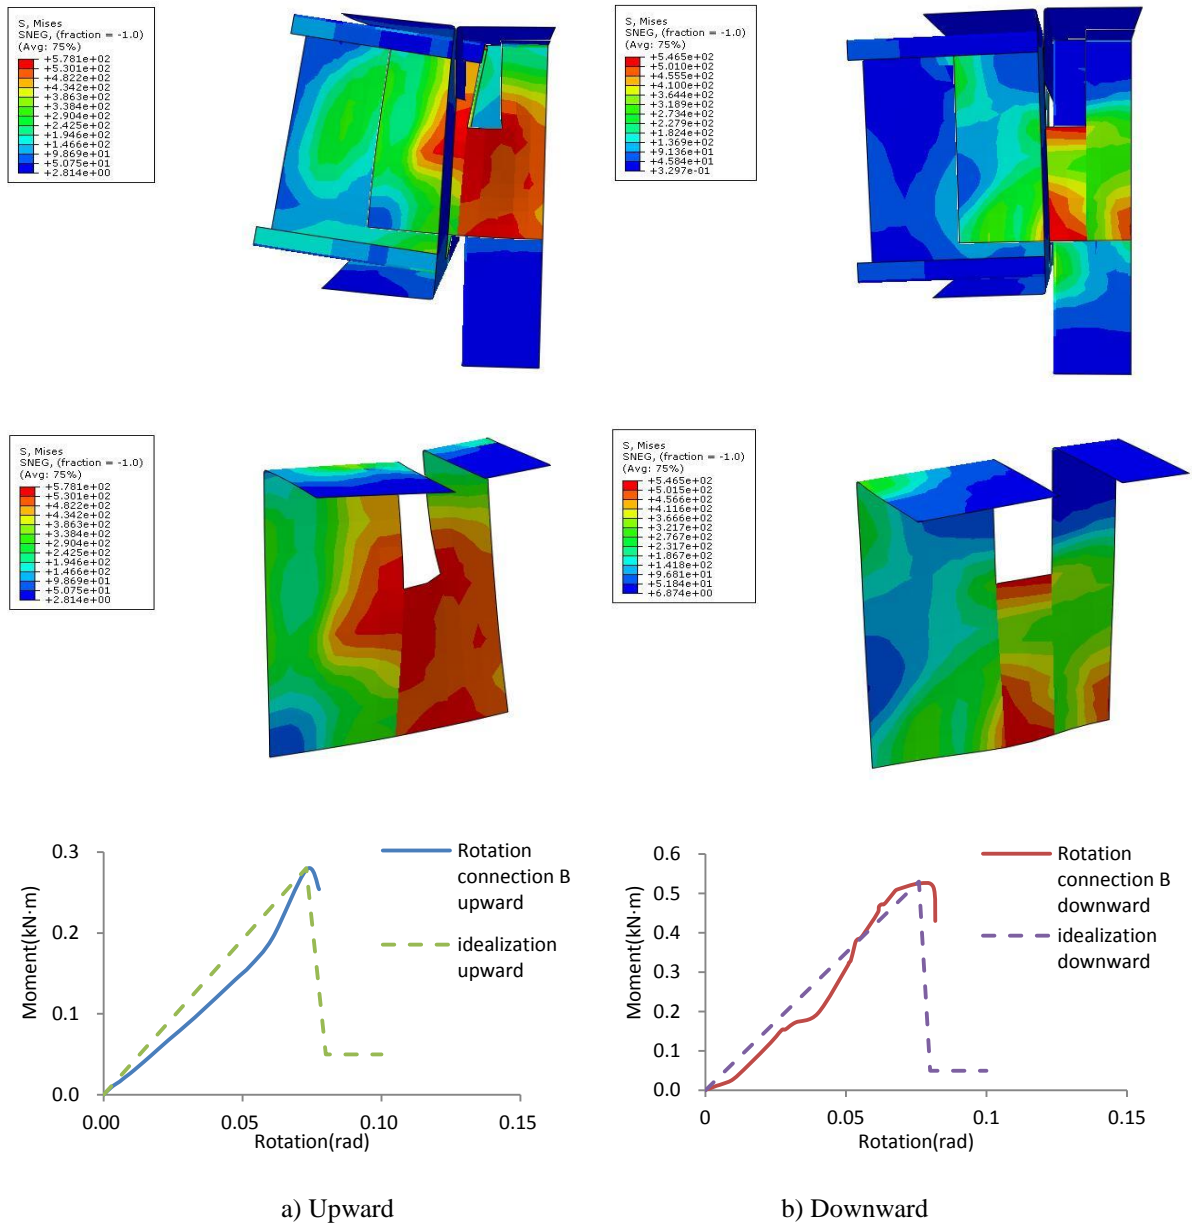 S, Mises
SNEG, (fraction = -1.0)
(Avg: 75%)
+5.781e+02
+5.301e+02
+4.822e+02
+4.342e+02
+3.863e+02
+3.384e+02
+2.904e+02
+2.425e+02
+1.946e+02
+1.466e+02
+9.869e+01
+5.075e+01
+2.814e+00
S, Mises
SNEG, (fraction = -1.0)
(Avg: 75%)
+5.465e+02
+5.010e+02
+4.555e+02
+4.100e+02
+3.644e+02
+3.189e+02
+2.734e+02
+2.279e+02
+1.824e+02
+1.369e+02
+9.136e+01
+4.584e+01
+3.297e-01
S, Mises
SNEG, (fraction = -1.0)
(Avg: 75%)
+5.781e+02
+5.301e+02
+4.822e+02
+4.342e+02
+3.863e+02
+3.384e+02
+2.904e+02
+2.425e+02
+1.946e+02
+1.466e+02
+9.869e+01
+5.075e+01
+2.814e+00
S, Mises
SNEG, (fraction = -1.0)
(Avg: 75%)
+5.465e+02
+5.015e+02
+4.566e+02
+4.116e+02
+3.666e+02
+3.217e+02
+2.767e+02
+2.317e+02
+1.867e+02
+1.418e+02
+9.681e+01
+5.184e+01
+6.874e+00
Moment(kN·m)
0.3
0.2
0.1
0.0
0.00
0.05
0.10
0.15
Rotation(rad)
Rotation
connection B
upward
idealization
upward
Moment(kN·m)
0.6
0.5
0.4
0.3
0.2
0.1
0.0
0
0.05
0.1
0.15
Rotation(rad)
Rotation
connection B
downward
idealization
downward
a) Upward
b) Downward